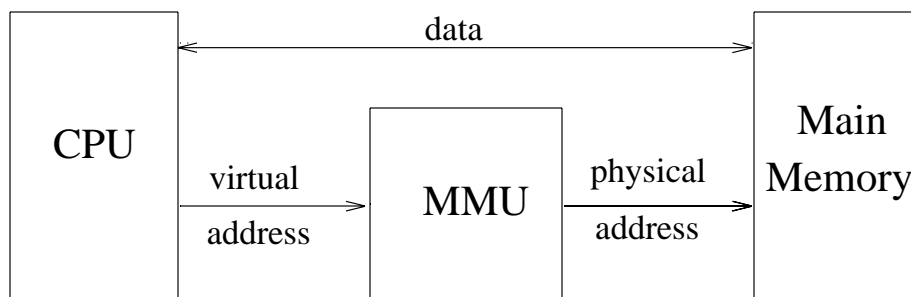 data
CPU
virtual
address
MMU
physical
address
Main
Memory